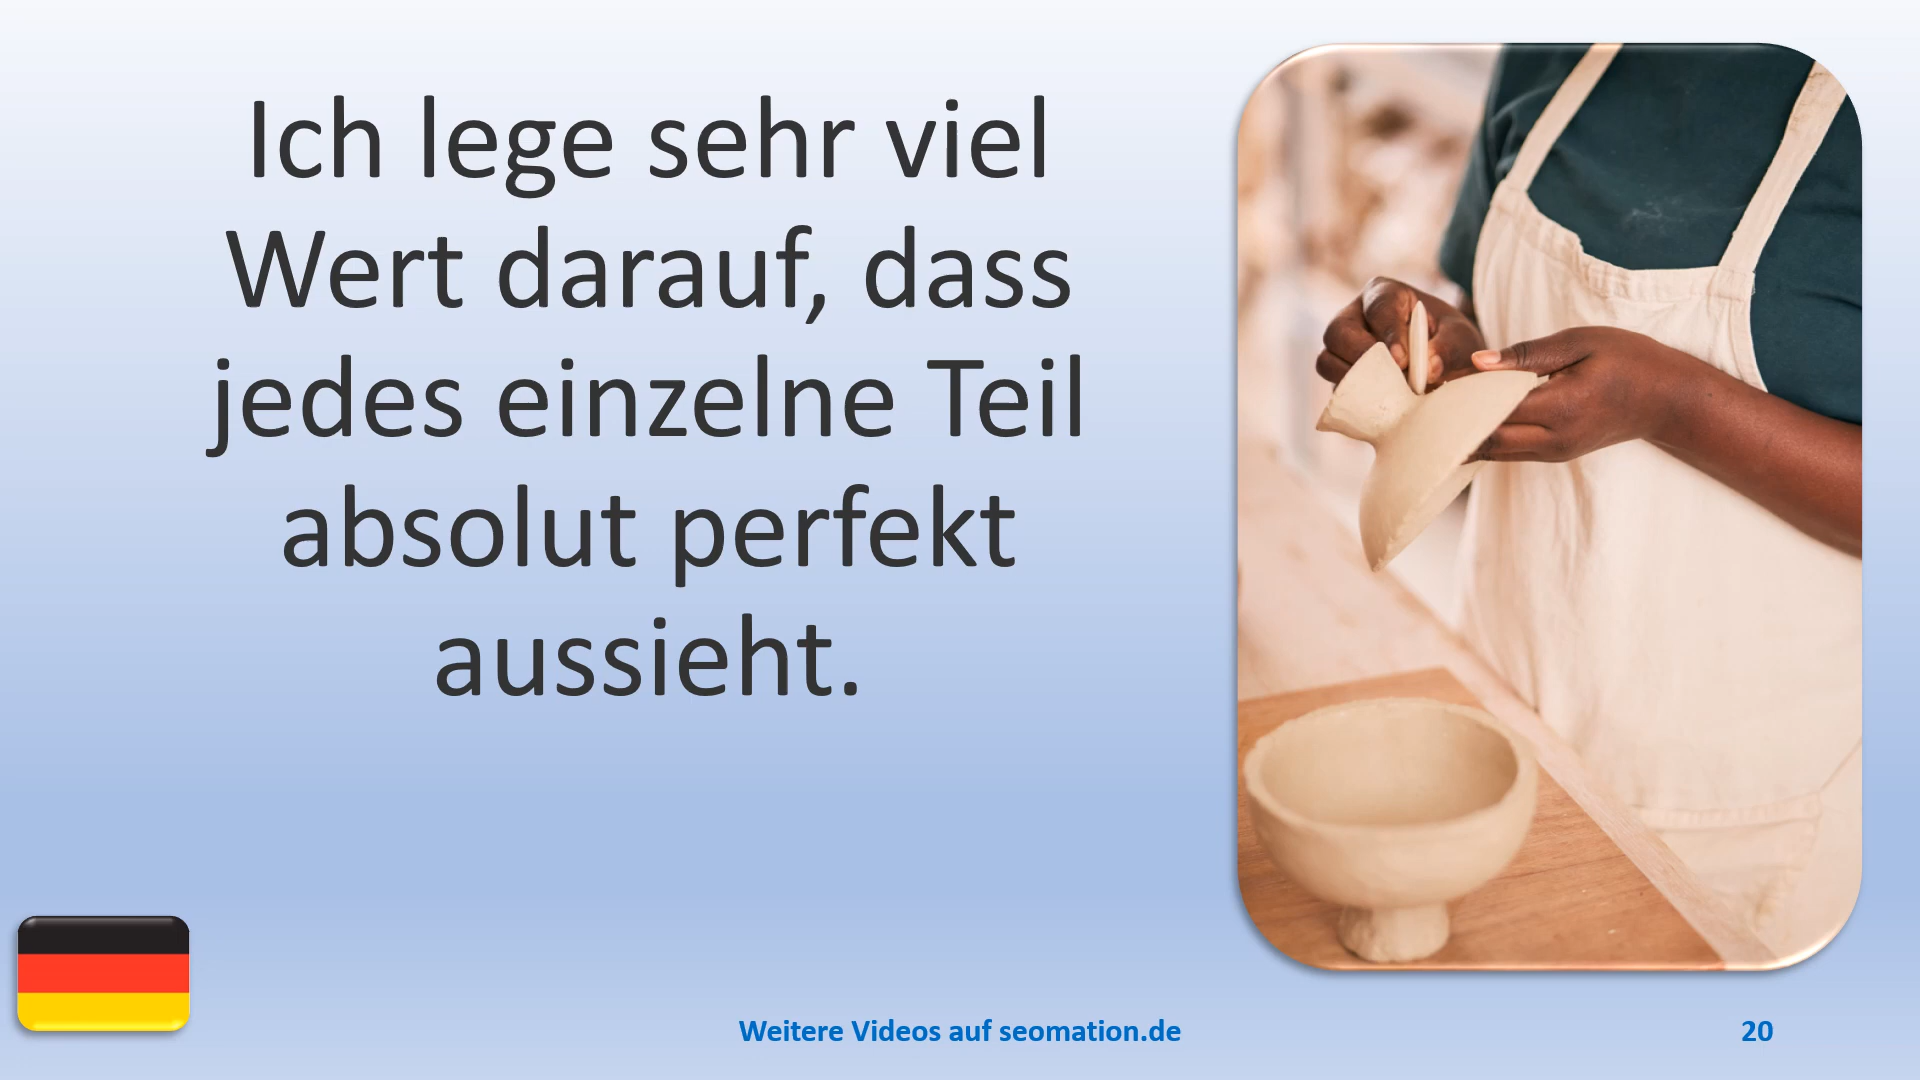 Ich lege sehr viel
Wert darauf, dass
jedes einzelne Teil
absolut perfekt
aussieht.
Weitere Videos auf seomation.de
20